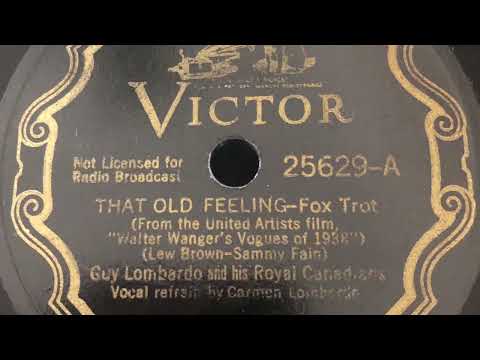 VICTOR
Not Licensed for
Radio Broadcast
25629-A
THAT OLD FEELING-Fox Trot
(From the United Artists film,
"Walter Wanger's Vogues of 1938")
(Lew Brown-Sammy Fain)
Guy Lombardo and his Royal Canadians
Vocal refrain by Carmen Lombardo